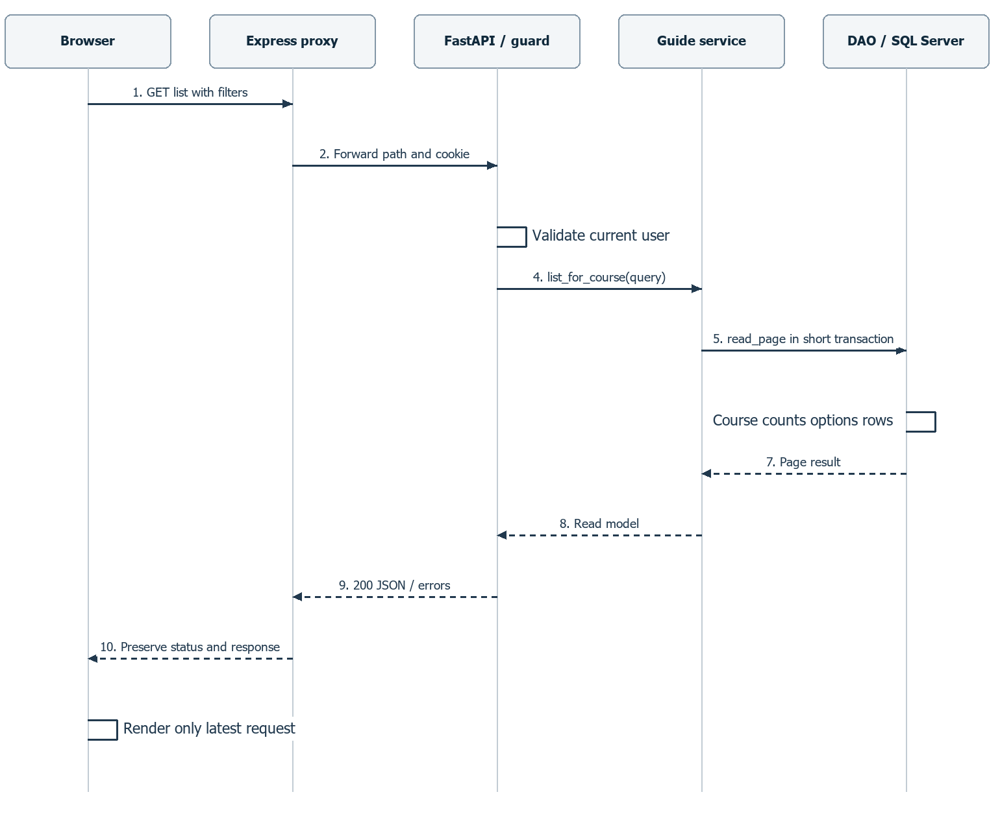 Browser
Express proxy
FastAPI / guard
Guide service
DAO / SQL Server
1. GET list with filters
2. Forward path and cookie
Validate current user
4. list_for_course(query)
5. read_page in short transaction
Course counts options rows
7. Page result
8. Read model
9. 200 JSON / errors
10. Preserve status and response
Render only latest request